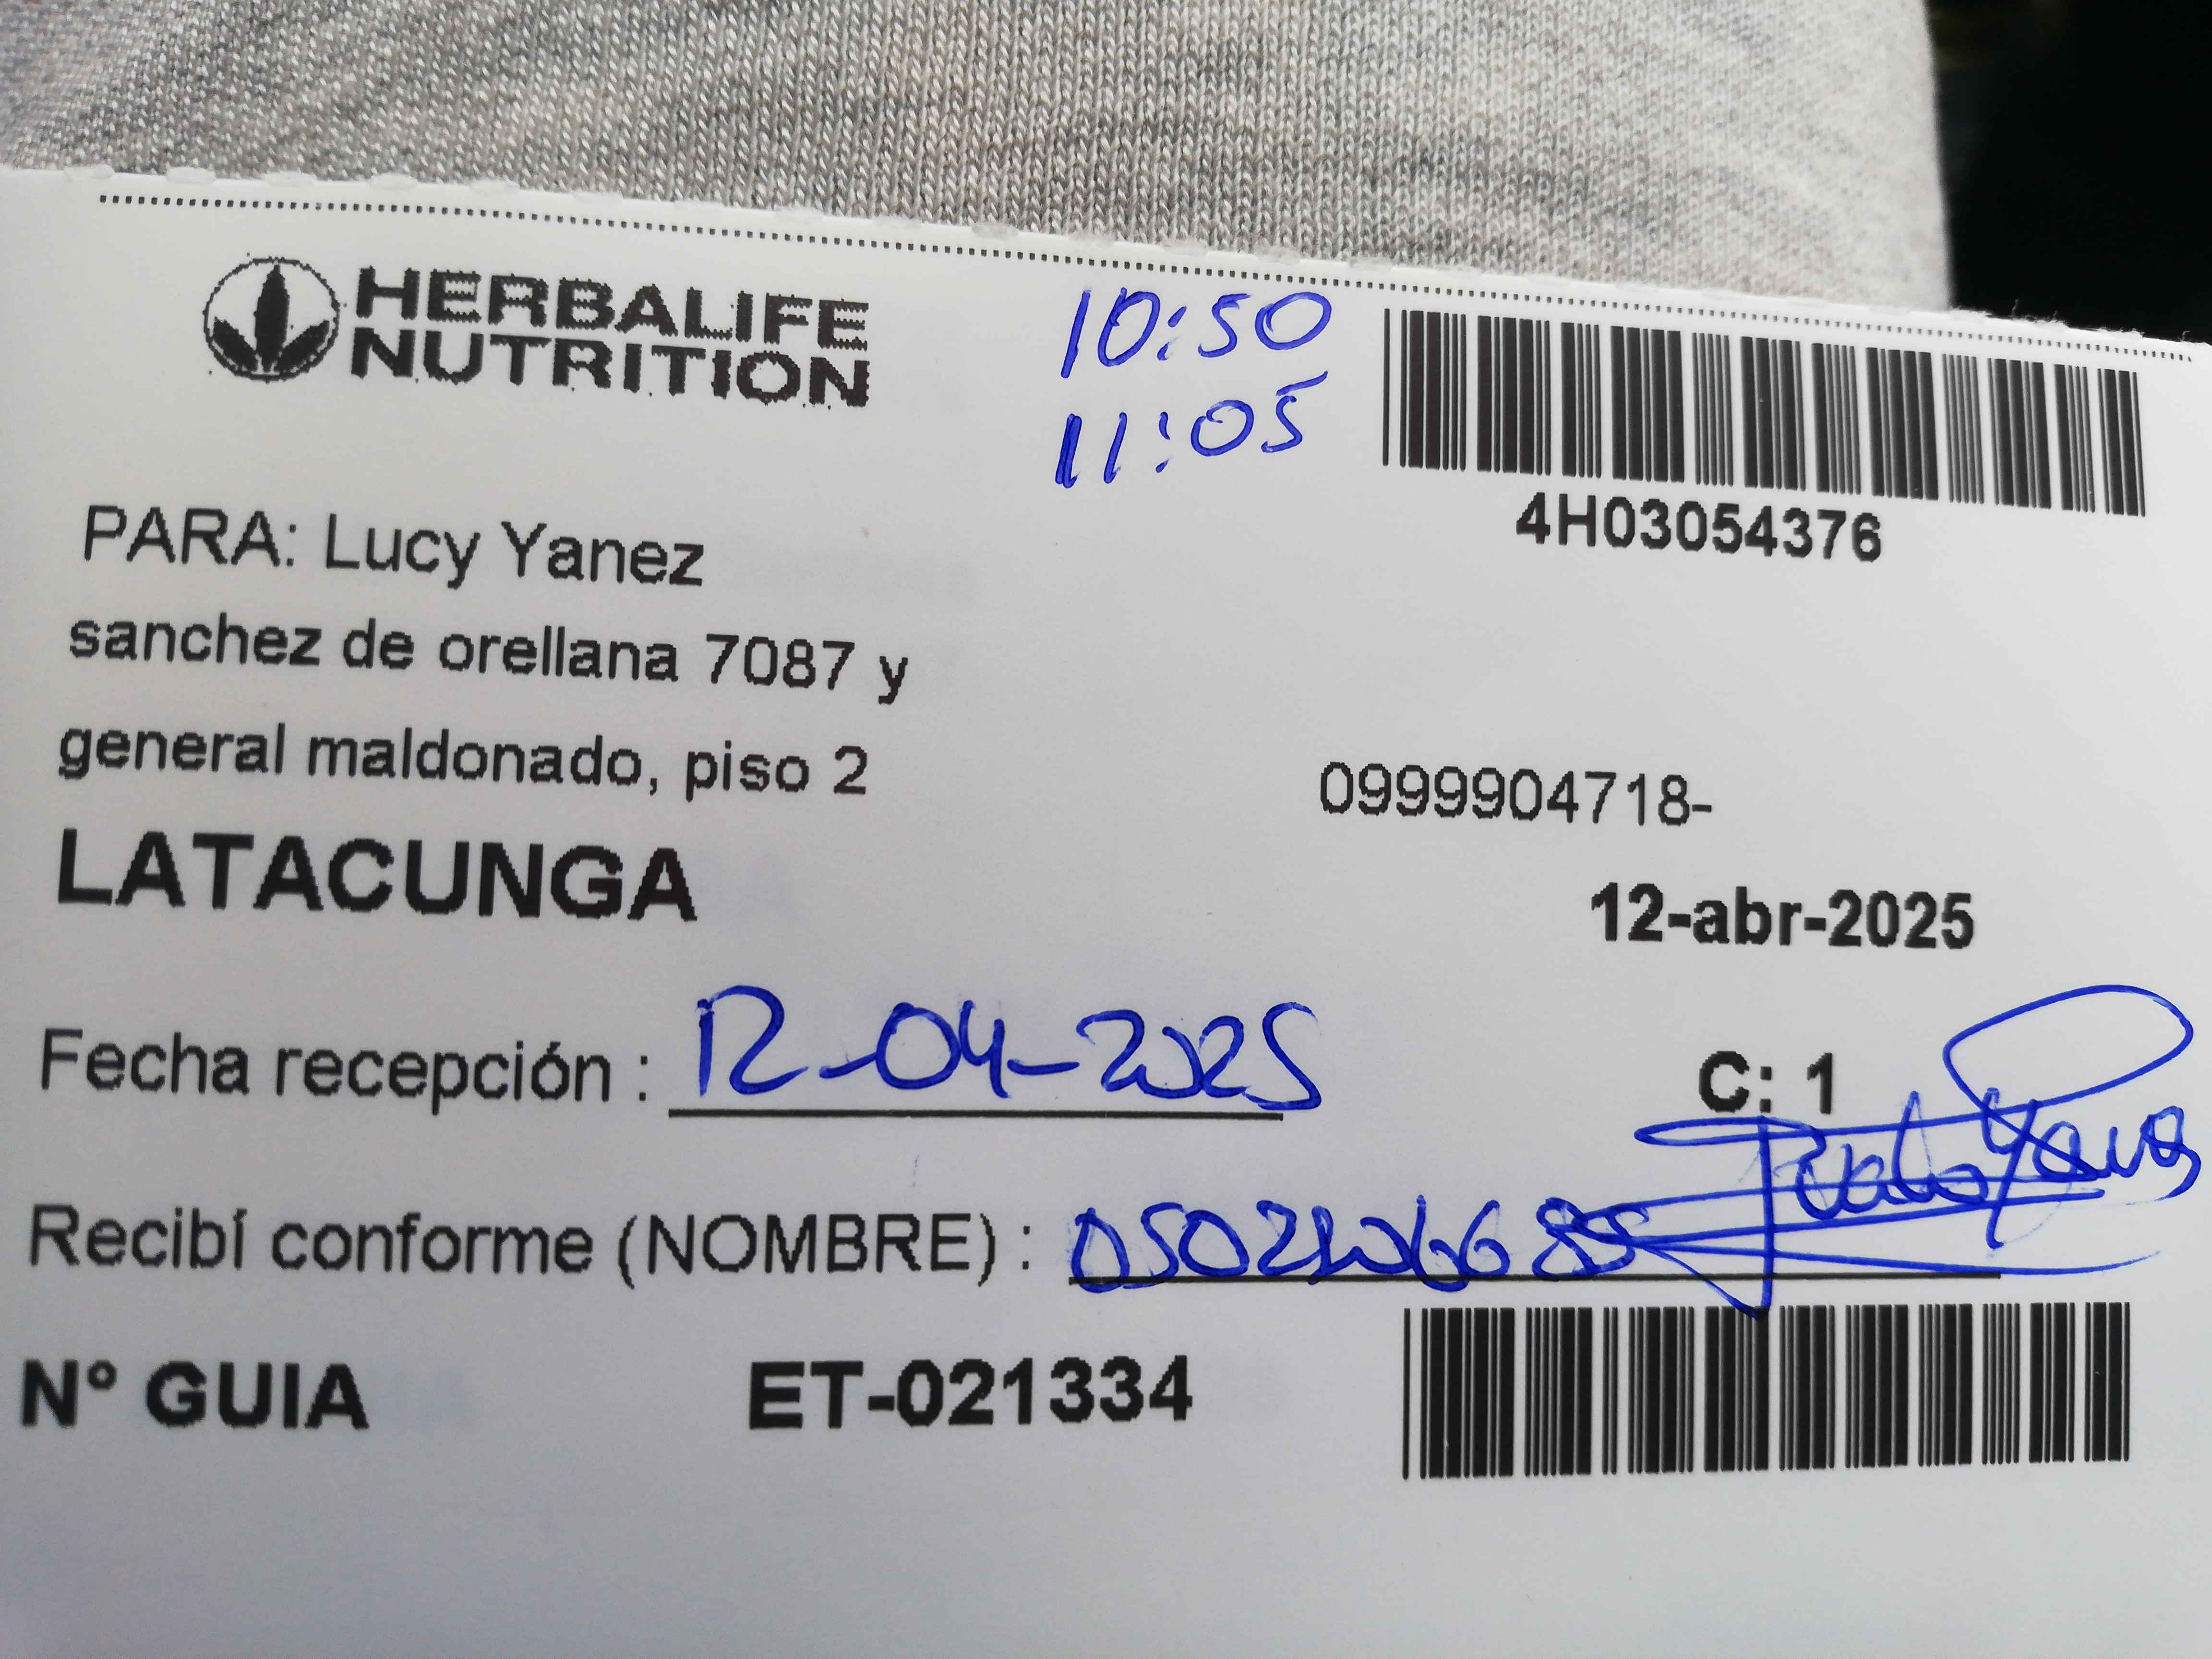 HERBALIFE
NUTRITION
10:50
11:05
4H03054376
PARA: Lucy Yanez
sanchez de orellana 7087 y
general maldonado, piso 2
0999904718-
LATACUNGA
12-abr-2025
Fecha recepción : 12-04-2025
C: 1
Recibí conforme (NOMBRE) :
N° GUIA ET-021334